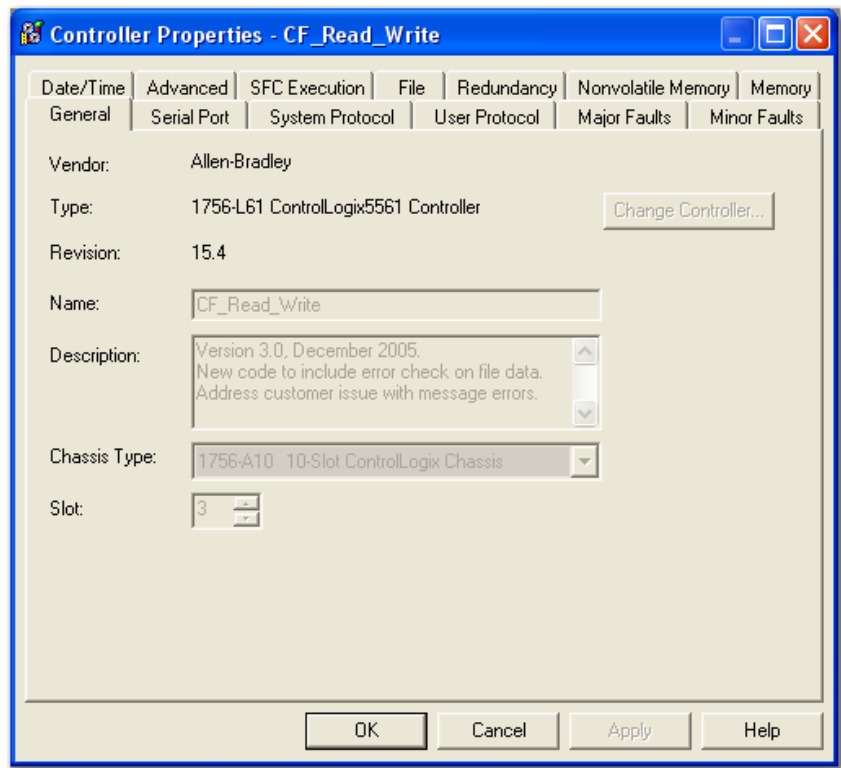 Controller Properties - CF_Read_Write
Date/Time Advanced SFC Execution File Redundancy Nonvolatile Memory Memory
General Serial Port System Protocol User Protocol Major Faults Minor Faults
Vendor: Allen-Bradley
Type: 1756-L61 ControlLogix5561 Controller Change Controller...
Revision: 15.4
Name: CF_Read_Write
Description: Version 3.0, December 2005.
New code to include error check on file data.
Address customer issue with message errors.
Chassis Type: 1756-A10 10-Slot ControlLogix Chassis
Slot: 3
OK Cancel Apply Help